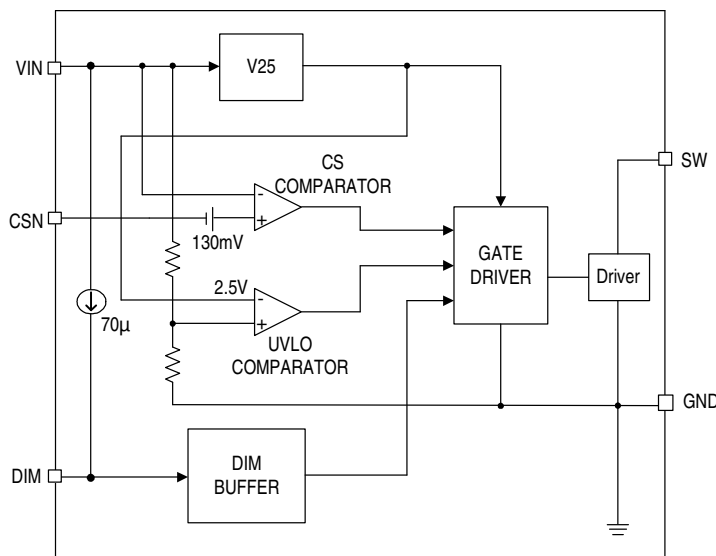 VIN
V25
SW
CS
COMPARATOR
-
+
CSN
130mV
GATE
DRIVER
Driver
2.5V
-
+
70µ
UVLO
COMPARATOR
GND
DIM
DIM
BUFFER